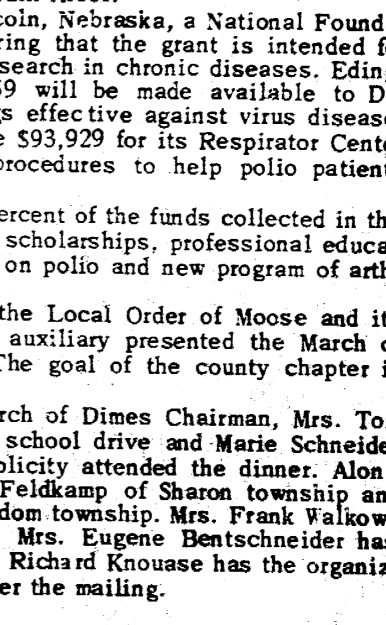 coln, Nebraska, a National Found
ring that the grant is intended f
search in chronic diseases. Edin
59 will be made available to D
s effective against virus disease
e $93,929 for its Respirator Cente
procedures to help polio patient
ercent of the funds collected in th
scholarships, professional educa
on polio and new program of arth
the Local Order of Moose and it
auxiliary presented the March o
The goal of the county chapter i
rch of Dimes Chairman, Mrs. To
school drive and Marie Schneide
blicity attended the dinner. Alon
Feldkamp of Sharon township an
dom township. Mrs. Frank Walkow
Mrs. Eugene Bentschneider has
Richard Knouase has the organiz
er the mailing.